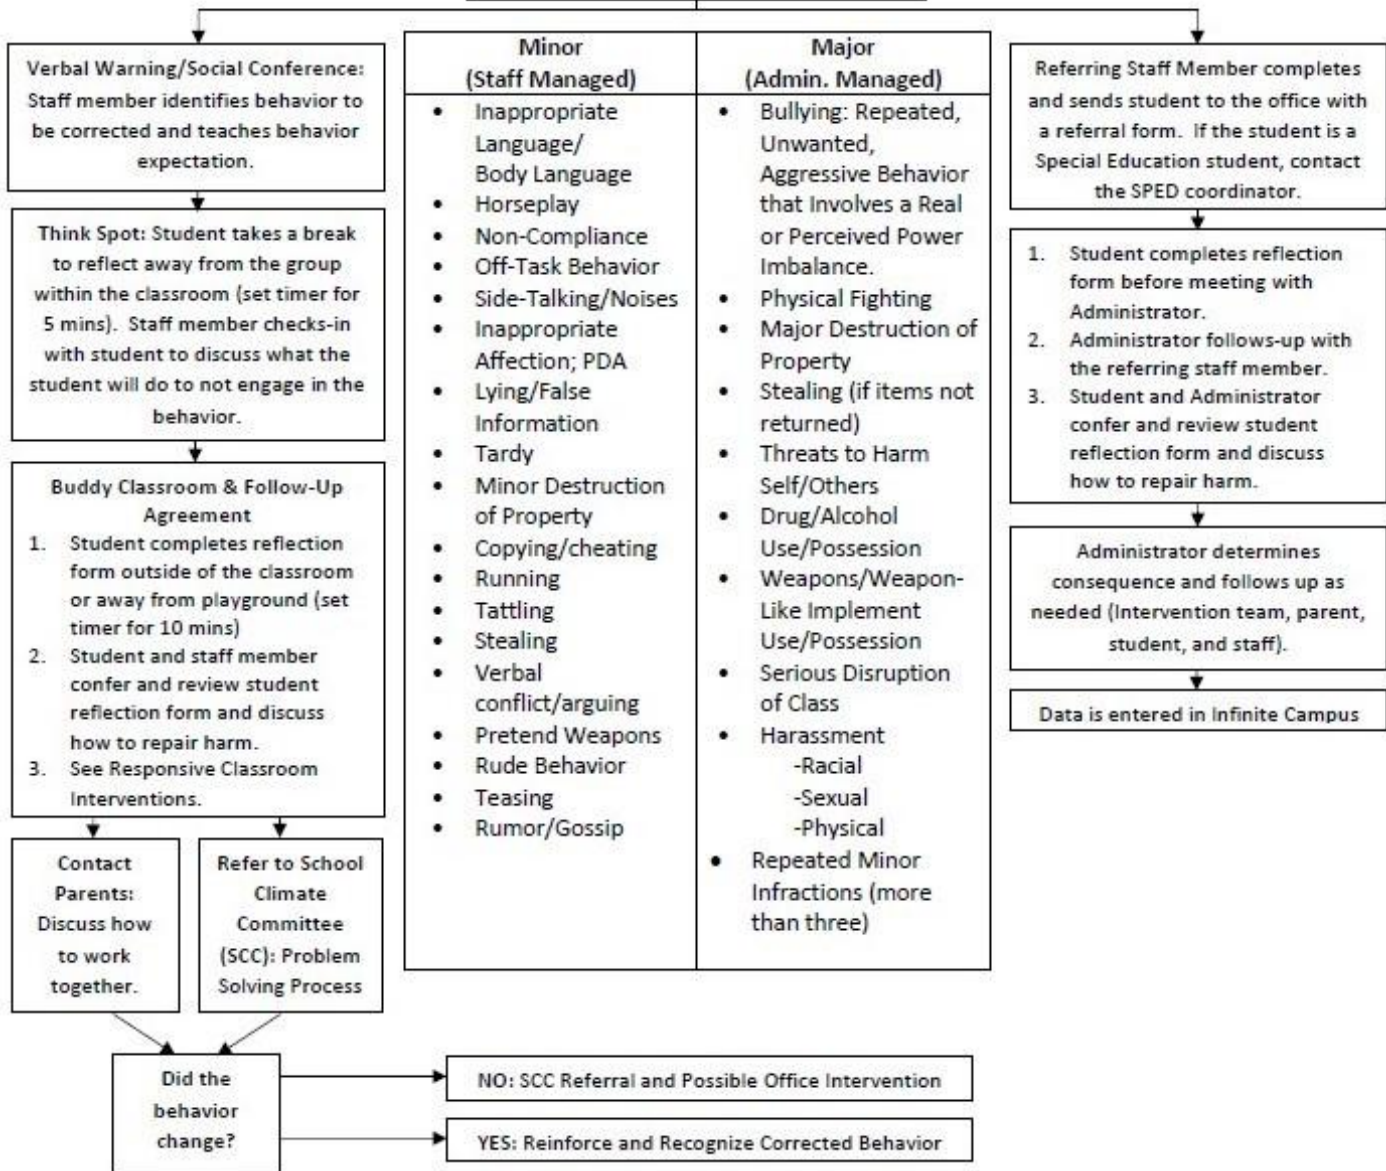 Verbal Warning/Social Conference:
Staff member identifies behavior to
be corrected and teaches behavior
expectation.
Think Spot: Student takes a break
to reflect away from the group
within the classroom (set timer for
5 mins).  Staff member checks-in
with student to discuss what the
student will do to not engage in the
behavior.
Buddy Classroom & Follow-Up
Agreement
1. Student completes reflection
form outside of the classroom
or away from playground (set
timer for 10 mins)
2. Student and staff member
confer and review student
reflection form and discuss
how to repair harm.
3. See Responsive Classroom
Interventions.
Contact
Parents:
Discuss how
to work
together.
Refer to School
Climate
Committee
(SCC): Problem
Solving Process
Minor
(Staff Managed)
• Inappropriate
Language/
Body Language
• Horseplay
• Non-Compliance
• Off-Task Behavior
• Side-Talking/Noises
• Inappropriate
Affection; PDA
• Lying/False
Information
• Tardy
• Minor Destruction
of Property
• Copying/cheating
• Running
• Tattling
• Stealing
• Verbal
conflict/arguing
• Pretend Weapons
• Rude Behavior
• Teasing
• Rumor/Gossip
Major
(Admin. Managed)
• Bullying: Repeated,
Unwanted,
Aggressive Behavior
that Involves a Real
or Perceived Power
Imbalance.
• Physical Fighting
• Major Destruction of
Property
• Stealing (if items not
returned)
• Threats to Harm
Self/Others
• Drug/Alcohol
Use/Possession
• Weapons/Weapon-
Like Implement
Use/Possession
• Serious Disruption
of Class
• Harassment
-Racial
-Sexual
-Physical
• Repeated Minor
Infractions (more
than three)
Referring Staff Member completes
and sends student to the office with
a referral form.  If the student is a
Special Education student, contact
the SPED coordinator.
1. Student completes reflection
form before meeting with
Administrator.
2. Administrator follows-up with
the referring staff member.
3. Student and Administrator
confer and review student
reflection form and discuss
how to repair harm.
Administrator determines
consequence and follows up as
needed (Intervention team, parent,
student, and staff).
Data is entered in Infinite Campus
Did the
behavior
change?
NO: SCC Referral and Possible Office Intervention
YES: Reinforce and Recognize Corrected Behavior